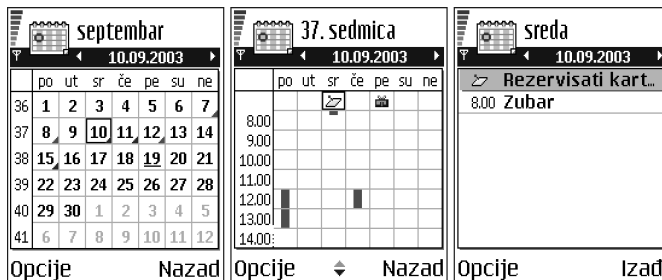 septembar
10.09.2003
po ut sr če pe su ne
36 1 2 3 4 5 6 7
37 8 9 10 11 12 13 14
38 15 16 17 18 19 20 21
39 22 23 24 25 26 27 28
40 29 30 1 2 3 4 5
41 6 7 8 9 10 11 12
Opcije Nazad
37. sedmica
10.09.2003
po ut sr če pe su ne
8.00
9.00
10.00
11.00
12.00
13.00
14.00
Opcije Nazad
sreda
10.09.2003
Rezervisati kart...
8.00 Zubar
Opcije Izađ